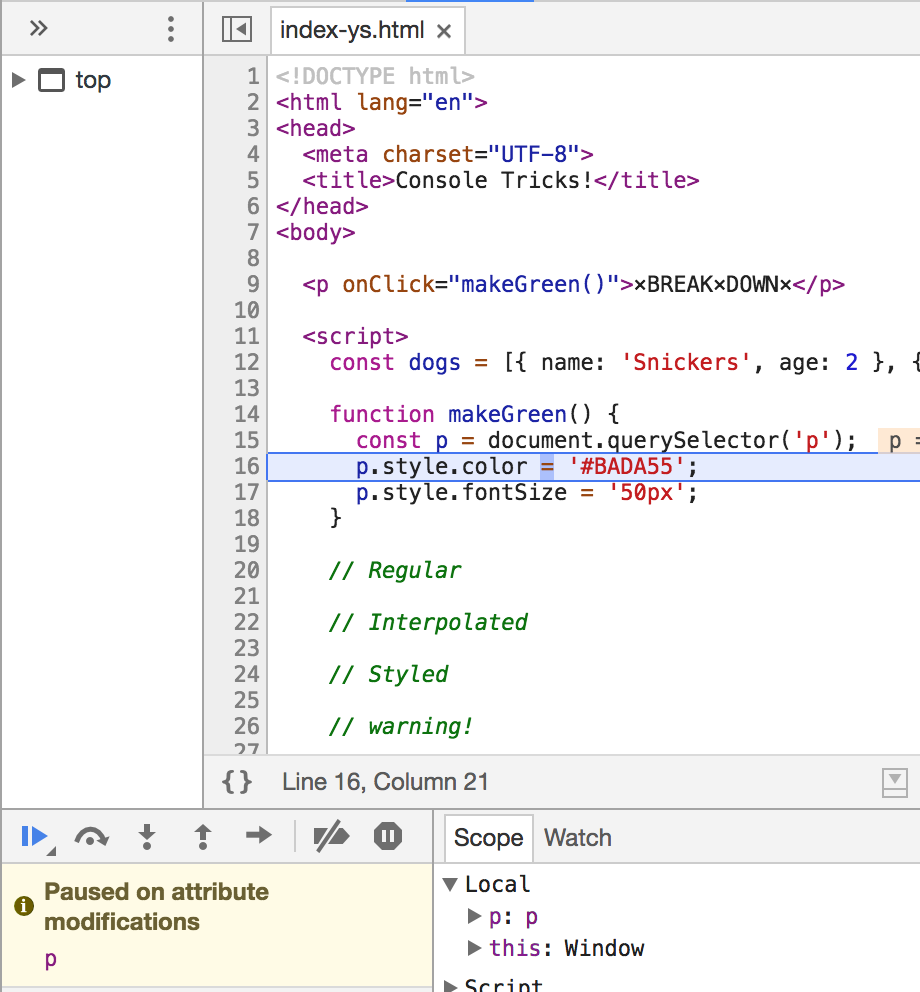 index-ys.html ×
top
1 <!DOCTYPE html>
2 <html lang="en">
3 <head>
4 <meta charset="UTF-8">
5 <title>Console Tricks!</title>
6 </head>
7 <body>
8
9 <p onClick="makeGreen()">×BREAK×DOWN×</p>
10
11 <script>
12 const dogs = [{ name: 'Snickers', age: 2 }, {
13
14 function makeGreen() {
15 const p = document.querySelector('p'); p =
16 p.style.color = '#BADA55';
17 p.style.fontSize = '50px';
18 }
19
20 // Regular
21
22 // Interpolated
23
24 // Styled
25
26 // warning!
27
{} Line 16, Column 21
Paused on attribute
modifications
p
Scope Watch
Local
p: p
this: Window
Script